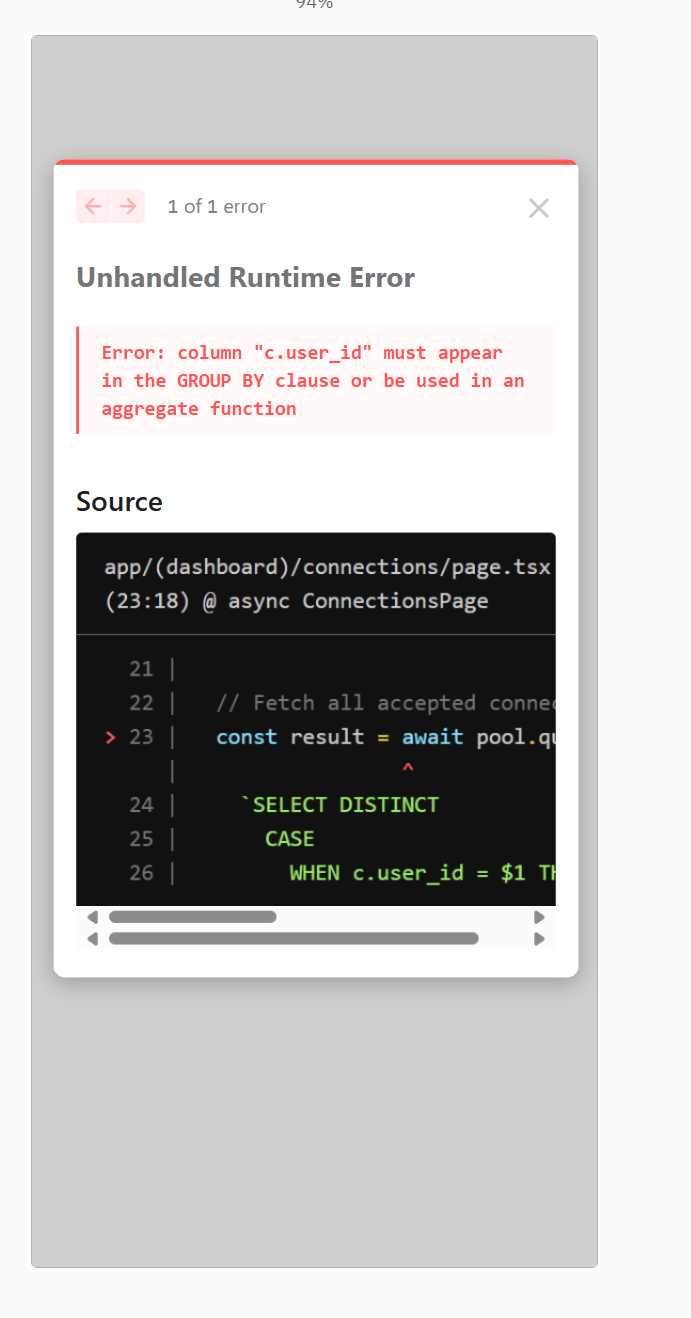 94%
1 of 1 error
Unhandled Runtime Error
Error: column "c.user_id" must appear
in the GROUP BY clause or be used in an
aggregate function
Source
app/(dashboard)/connections/page.tsx
(23:18) @ async ConnectionsPage
21 |
22 | // Fetch all accepted connec
> 23 | const result = await pool.qu
| ^
24 | `SELECT DISTINCT
25 | CASE
26 | WHEN c.user_id = $1 TH